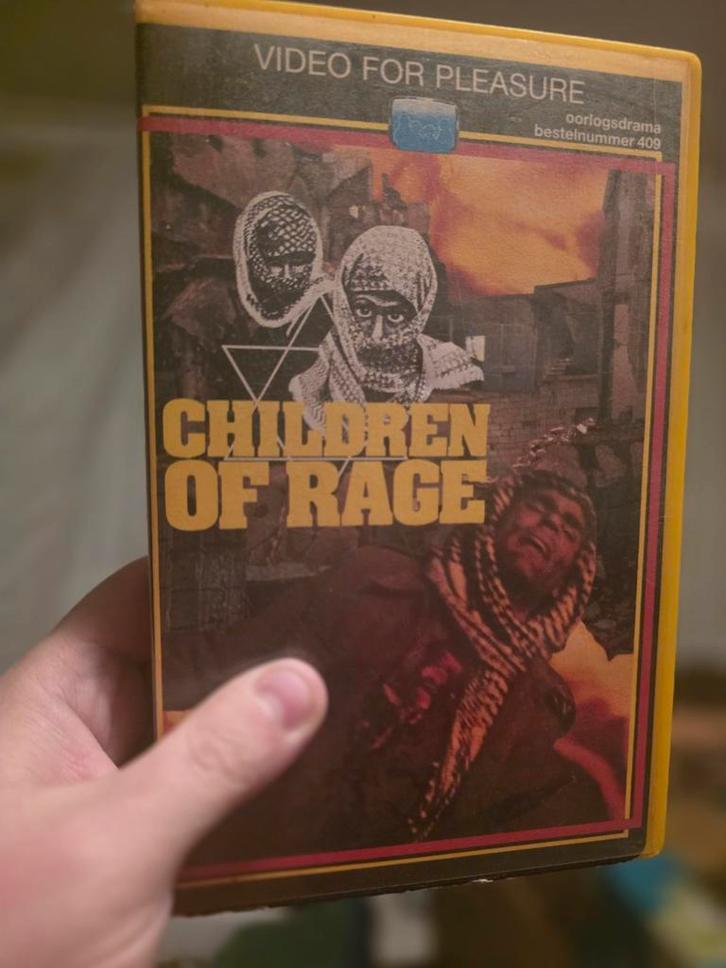 VIDEO FOR PLEASURE
oorlogsdrama
bestelnummer 409
CHILDREN
OF RAGE